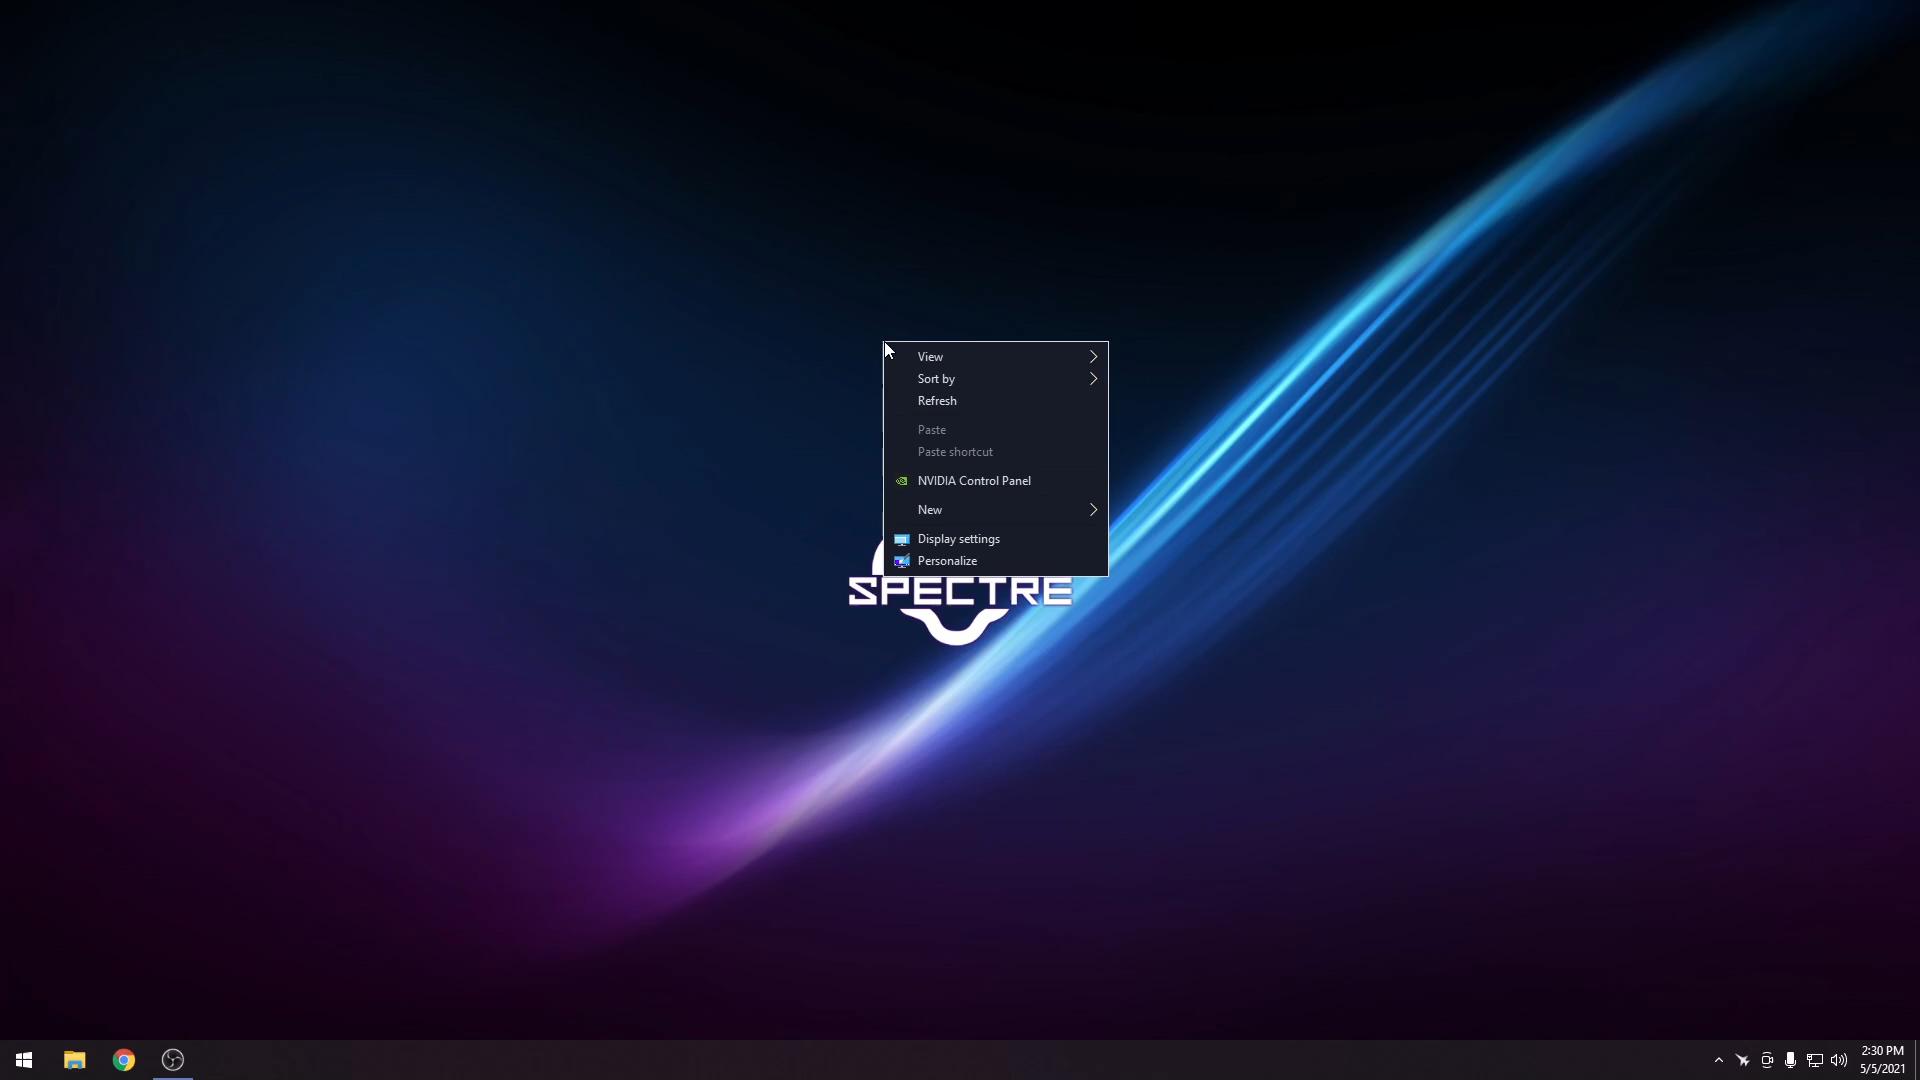 View
Sort by
Refresh
Paste
Paste shortcut
NVIDIA Control Panel
New
Display settings
Personalize
SPECTRE
2:30 PM
5/5/2021